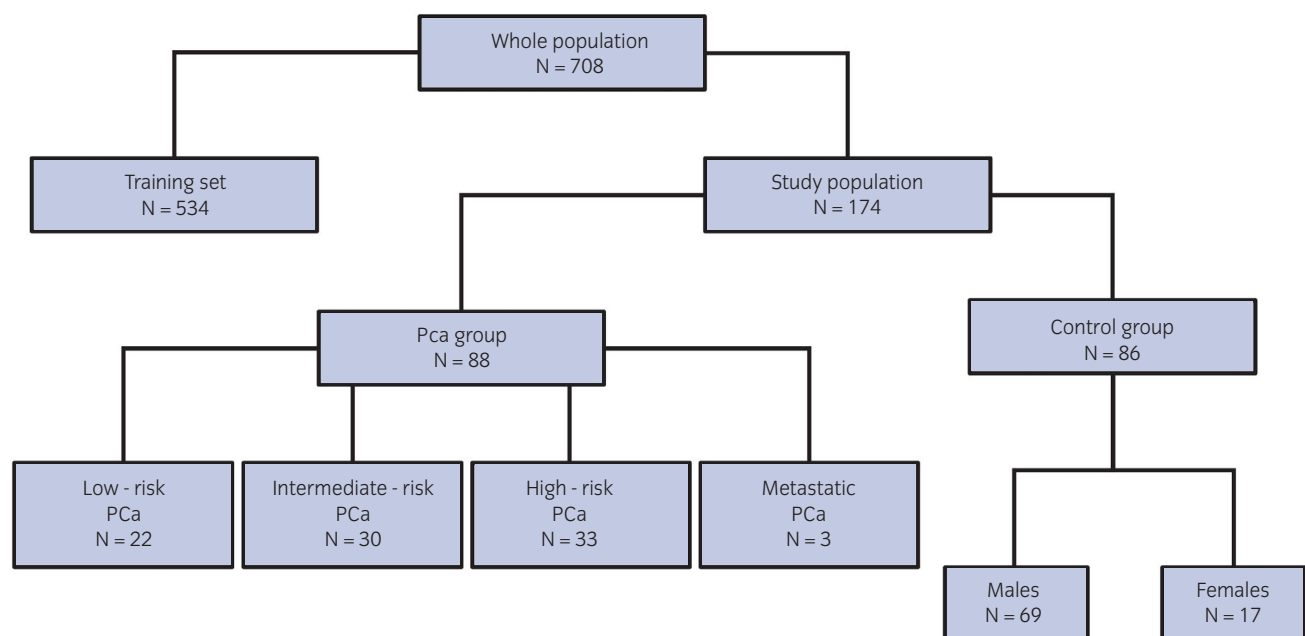 Whole population
N = 708
Training set
N = 534
Study population
N = 174
Pca group
N = 88
Control group
N = 86
Low - risk
PCa
N = 22
Intermediate - risk
PCa
N = 30
High - risk
PCa
N = 33
Metastatic
PCa
N = 3
Males
N = 69
Females
N = 17